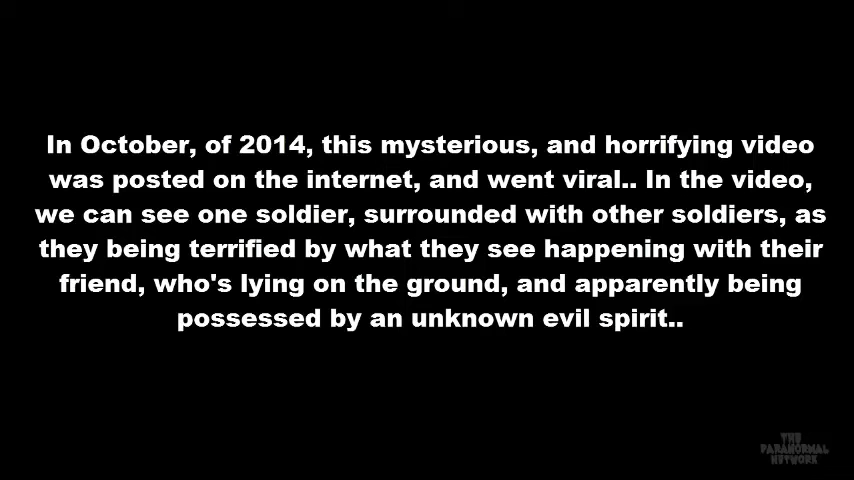 In October, of 2014, this mysterious, and horrifying video
was posted on the internet, and went viral.. In the video,
we can see one soldier, surrounded with other soldiers, as
they being terrified by what they see happening with their
friend, who's lying on the ground, and apparently being
possessed by an unknown evil spirit..
THE
PARANORMAL
NETWORK